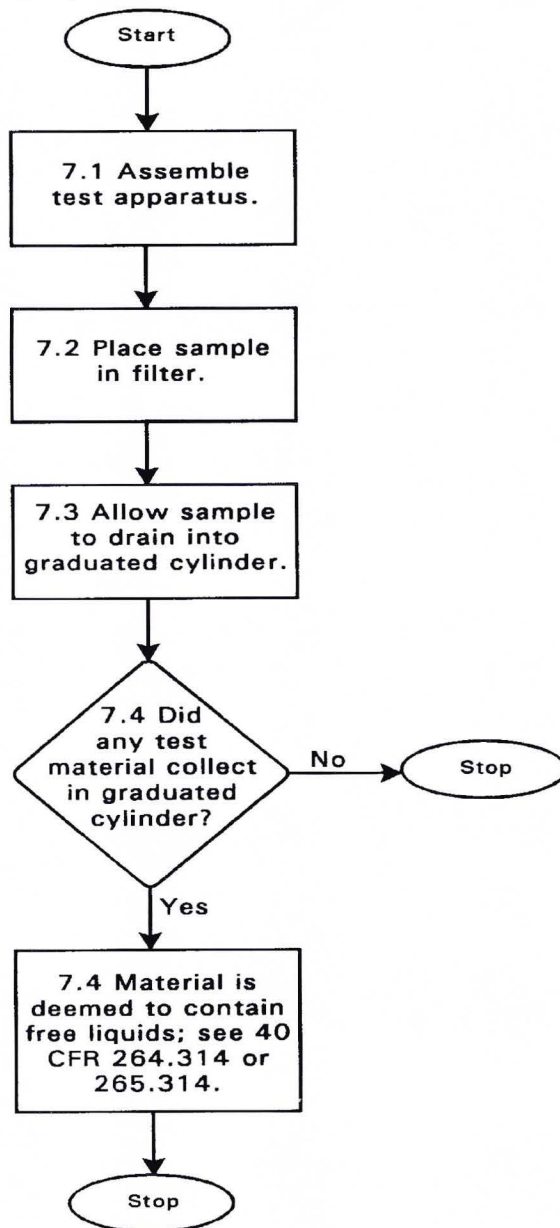 Start
7.1 Assemble
test apparatus.
7.2 Place sample
in filter.
7.3 Allow sample
to drain into
graduated cylinder.
7.4 Did
any test
material collect
in graduated
cylinder?
No
Stop
Yes
7.4 Material is
deemed to contain
free liquids; see 40
CFR 264.314 or
265.314.
Stop